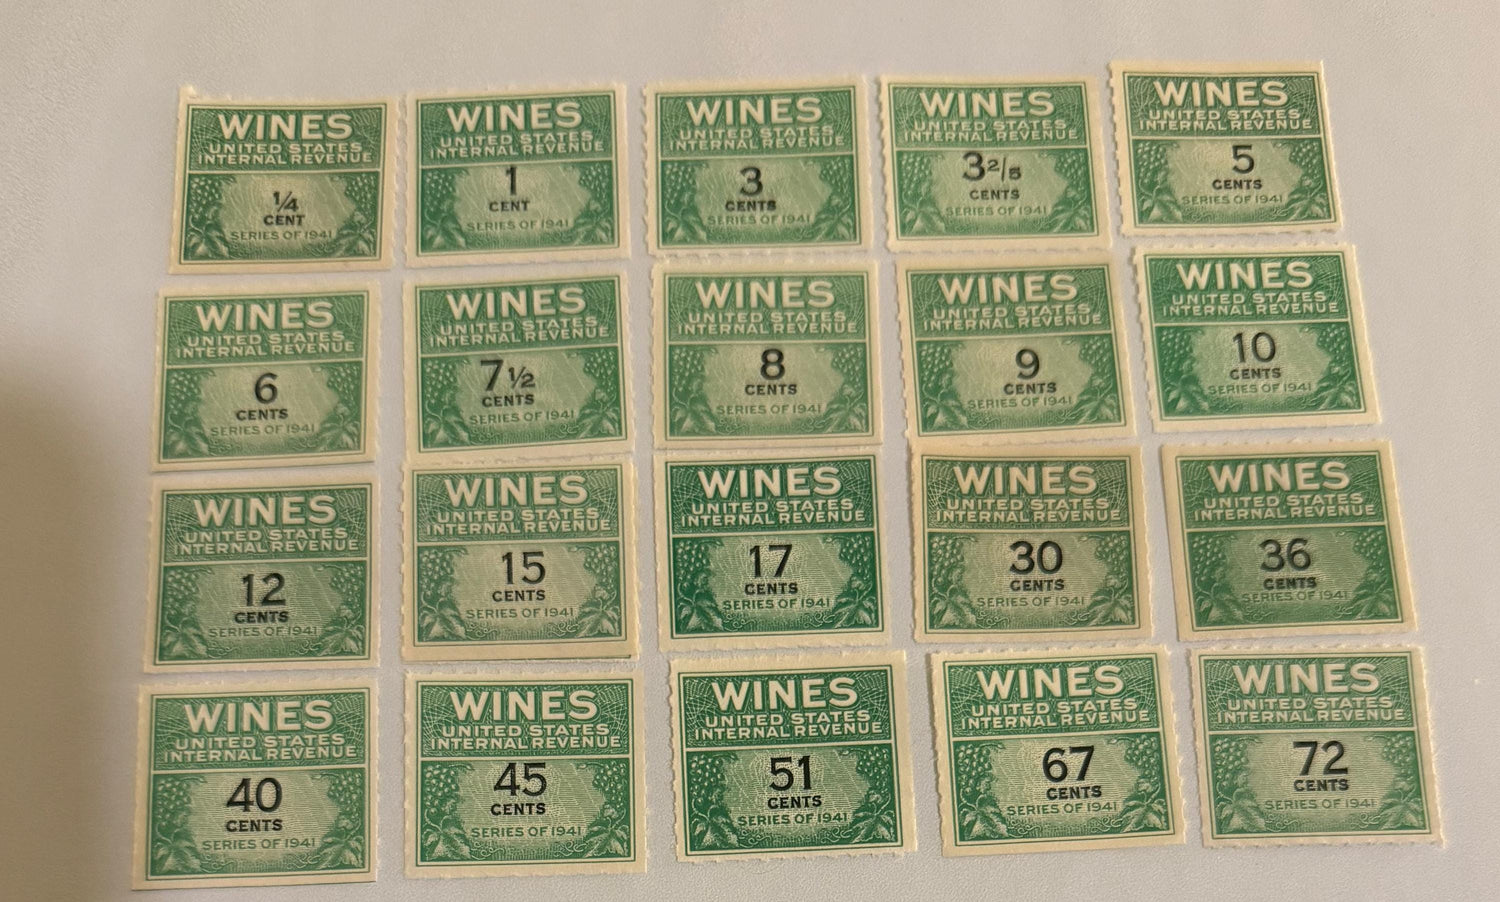 WINES
UNITED STATES
INTERNAL REVENUE
1/4
CENT
SERIES OF 1941
WINES
UNITED STATES
INTERNAL REVENUE
1
CENT
SERIES OF 1941
WINES
UNITED STATES
INTERNAL REVENUE
3
CENTS
SERIES OF 1941
WINES
UNITED STATES
INTERNAL REVENUE
3 2/5
CENTS
SERIES OF 1941
WINES
UNITED STATES
INTERNAL REVENUE
5
CENTS
SERIES OF 1941
WINES
UNITED STATES
INTERNAL REVENUE
6
CENTS
SERIES OF 1941
WINES
UNITED STATES
INTERNAL REVENUE
7 1/2
CENTS
SERIES OF 1941
WINES
UNITED STATES
INTERNAL REVENUE
8
CENTS
SERIES OF 1941
WINES
UNITED STATES
INTERNAL REVENUE
9
CENTS
SERIES OF 1941
WINES
UNITED STATES
INTERNAL REVENUE
10
CENTS
SERIES OF 1941
WINES
UNITED STATES
INTERNAL REVENUE
12
CENTS
SERIES OF 1941
WINES
UNITED STATES
INTERNAL REVENUE
15
CENTS
SERIES OF 1941
WINES
UNITED STATES
INTERNAL REVENUE
17
CENTS
SERIES OF 1941
WINES
UNITED STATES
INTERNAL REVENUE
30
CENTS
SERIES OF 1941
WINES
UNITED STATES
INTERNAL REVENUE
36
CENTS
SERIES OF 1941
WINES
UNITED STATES
INTERNAL REVENUE
40
CENTS
SERIES OF 1941
WINES
UNITED STATES
INTERNAL REVENUE
45
CENTS
SERIES OF 1941
WINES
UNITED STATES
INTERNAL REVENUE
51
CENTS
SERIES OF 1941
WINES
UNITED STATES
INTERNAL REVENUE
67
CENTS
SERIES OF 1941
WINES
UNITED STATES
INTERNAL REVENUE
72
CENTS
SERIES OF 1941